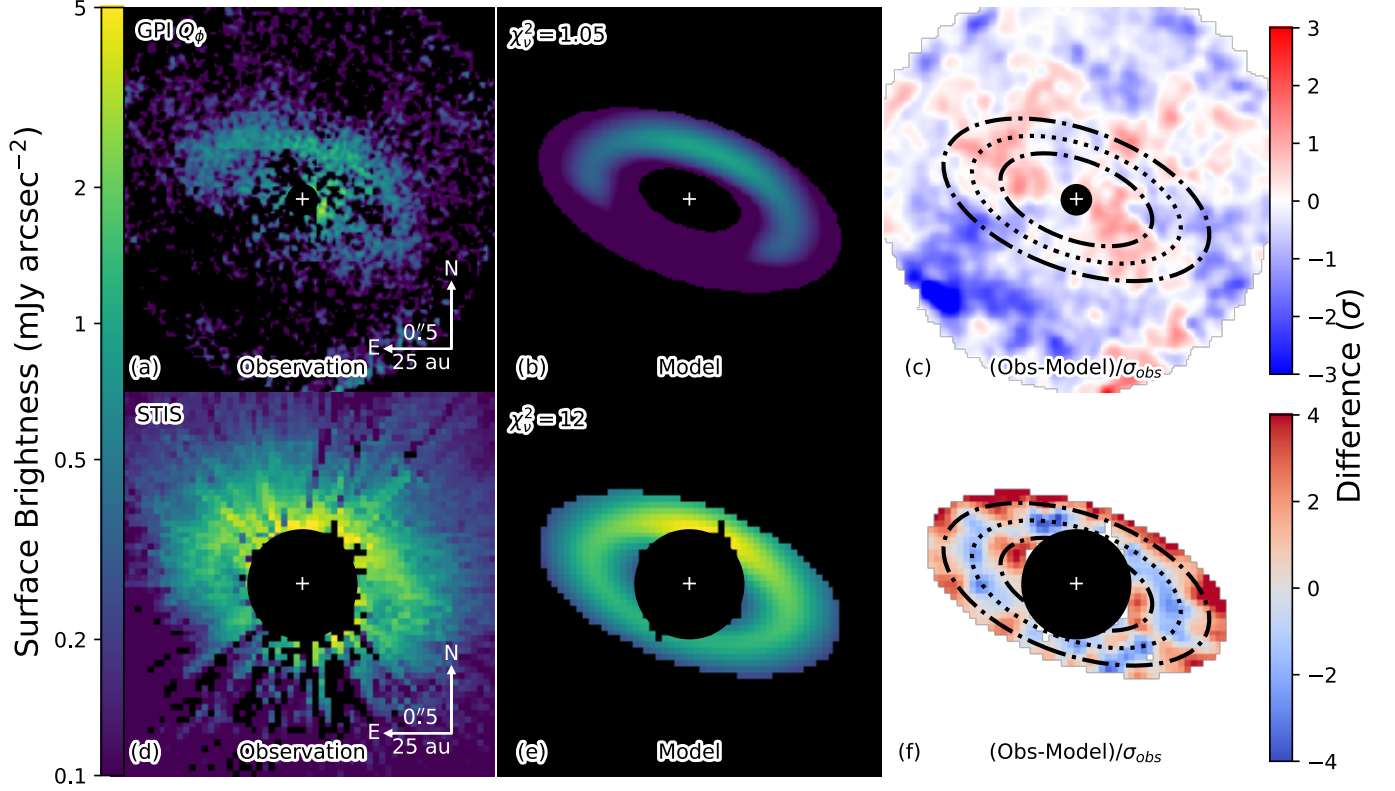 Surface Brightness (mJy arcsec⁻²)
5
2
1
0.5
0.2
0.1
GPI Q_ϕ
N
0″.5
E
25 au
(a)
Observation
χ²_ν = 1.05
(b)
Model
(c)
(Obs-Model)/σ_obs
3
2
1
0
−1
−2
−3
Difference (σ)
STIS
N
0″.5
E
25 au
(d)
Observation
χ²_ν = 12
(e)
Model
(f)
(Obs-Model)/σ_obs
4
2
0
−2
−4